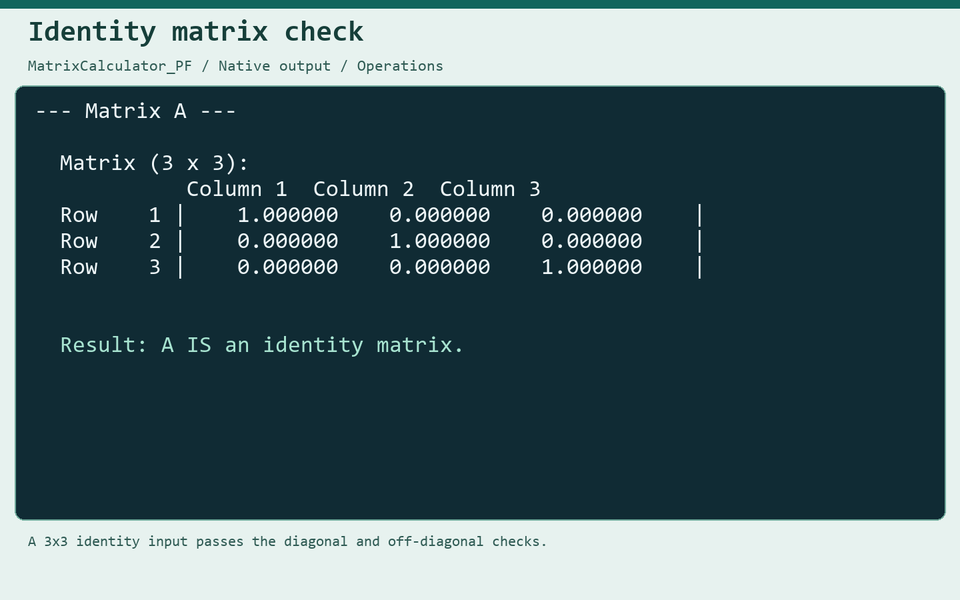 Identity matrix check
MatrixCalculator_PF / Native output / Operations
--- Matrix A ---
Matrix (3 x 3):
Column 1  Column 2  Column 3
Row    1 |    1.000000    0.000000    0.000000    |
Row    2 |    0.000000    1.000000    0.000000    |
Row    3 |    0.000000    0.000000    1.000000    |
Result: A IS an identity matrix.
A 3x3 identity input passes the diagonal and off-diagonal checks.